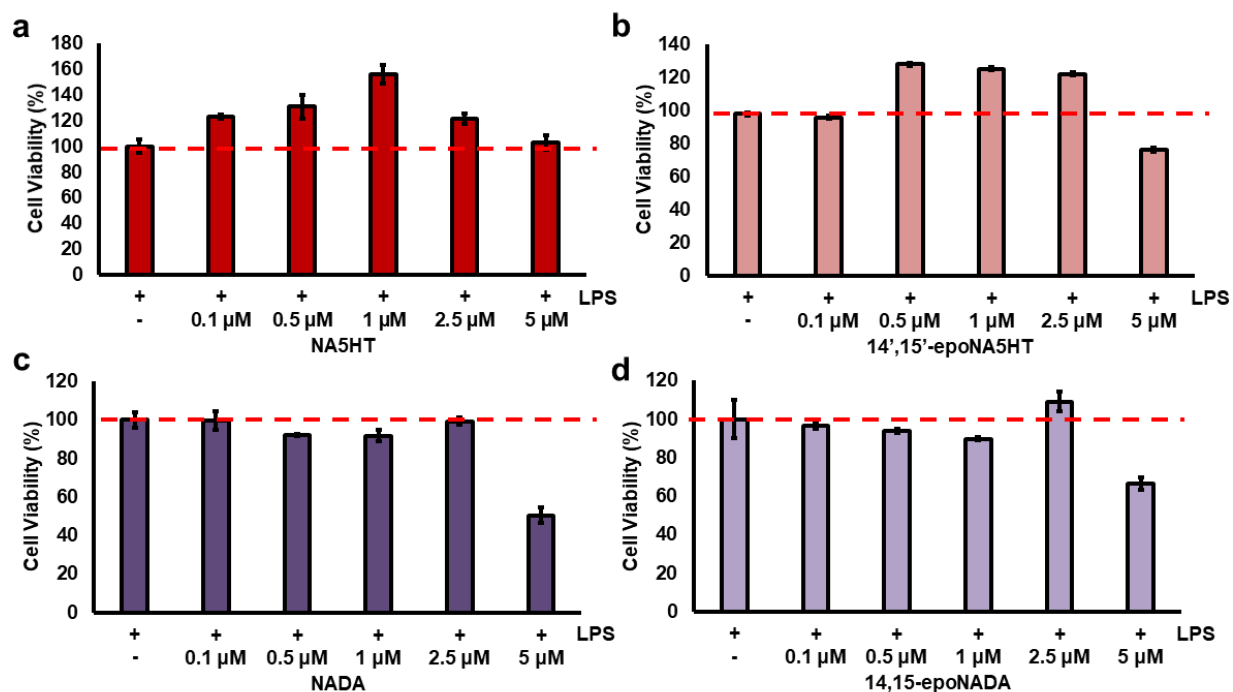 a
Cell Viability (%)
180
160
140
120
100
80
60
40
20
0
+ + + + + + LPS
- 0.1 µM 0.5 µM 1 µM 2.5 µM 5 µM
NA5HT
b
Cell Viability (%)
140
120
100
80
60
40
20
0
+ + + + + + LPS
- 0.1 µM 0.5 µM 1 µM 2.5 µM 5 µM
14’,15’-epoNA5HT
c
Cell Viability (%)
120
100
80
60
40
20
0
+ + + + + + LPS
- 0.1 µM 0.5 µM 1 µM 2.5 µM 5 µM
NADA
d
Cell Viability (%)
120
100
80
60
40
20
0
+ + + + + + LPS
- 0.1 µM 0.5 µM 1 µM 2.5 µM 5 µM
14,15-epoNADA